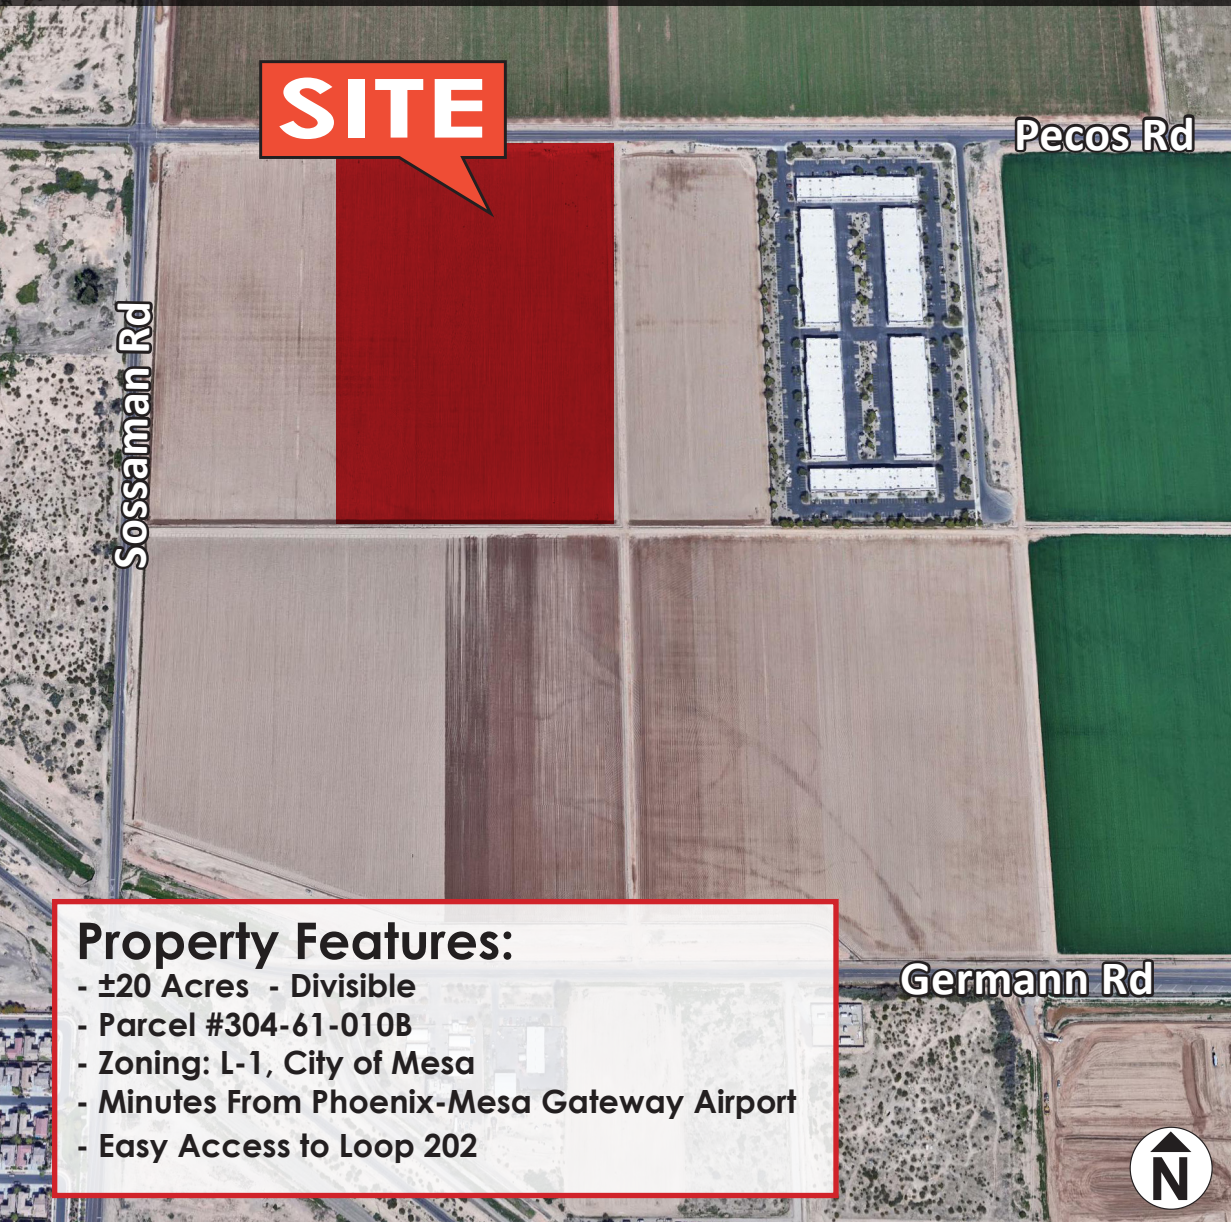 SITE
Pecos Rd
Sossaman Rd
Property Features:
- ±20 Acres  - Divisible
- Parcel #304-61-010B
- Zoning: L-1, City of Mesa
- Minutes From Phoenix-Mesa Gateway Airport
- Easy Access to Loop 202
Germann Rd
N